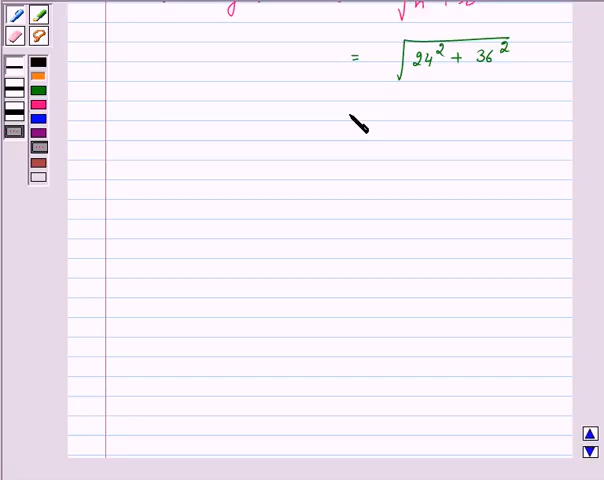 = √(24² + 36²)